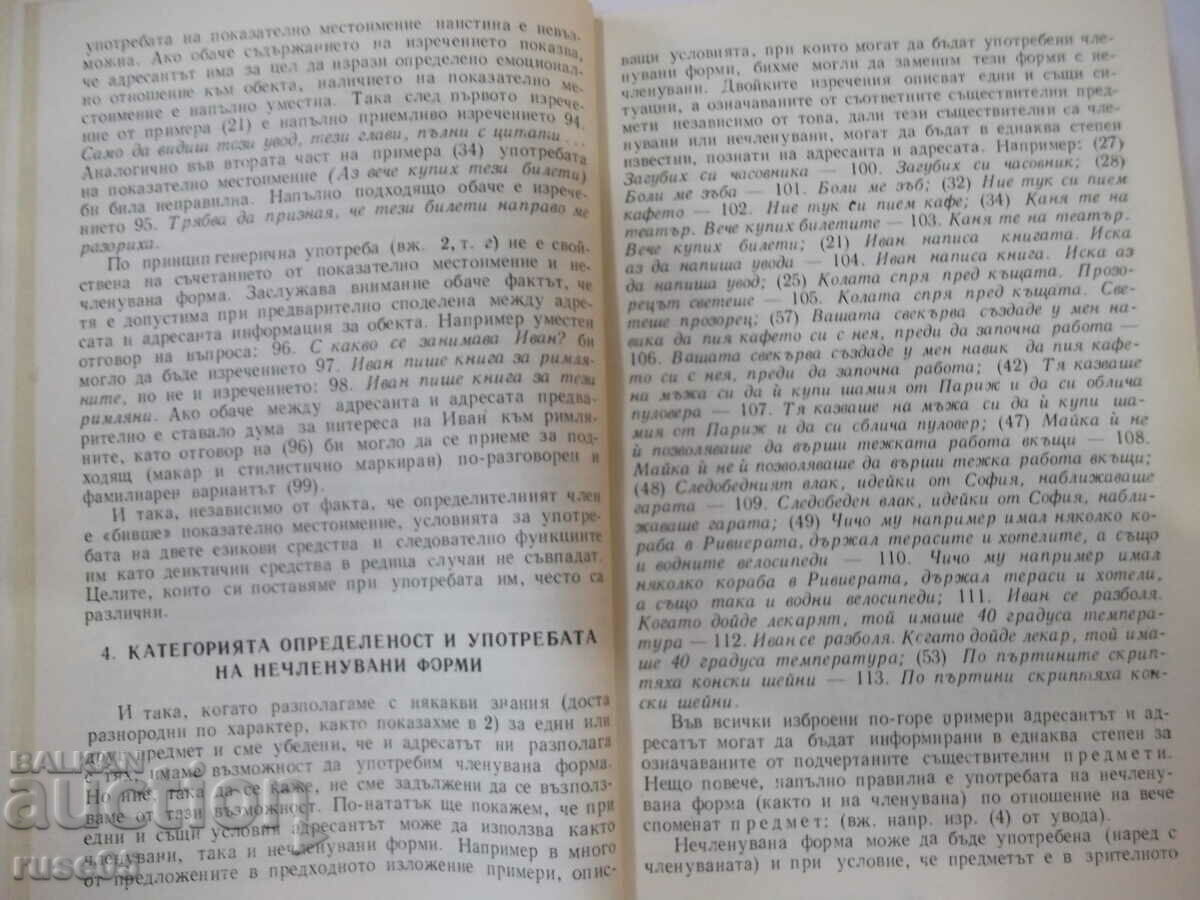 употребата на показателно местоимение наистина е невъз-
можна. Ако обаче съдържанието на изречението показва,
че адресантът има за цел да изрази определено емоционал-
но отношение към обекта, наличието на показателно ме-
стоимение е напълно уместна. Така след първото изрече-
ние от примера (21) е напълно приемливо изречението 94.
Само да видиш този увод, тези глави, пълни с цитати...
Аналогично във втората част на примера (34) употребата
на показателно местоимение (Аз вече купих тези билети)
би била неправилна. Напълно подходящо обаче е изрече-
нието 95. Трябва да призная, че тези билети направо ме
разориха.
По принцип генерична употреба (вж. 2, т. г) не е свой-
ствена на съчетанието от показателно местоимение и не-
членувана форма. Заслужава внимание обаче фактът, че
тя е допустима при предварително споделена между адре-
сата и адресанта информация за обекта. Например уместен
отговор на въпроса: 96. С какво се занимава Иван? би
могло да бъде изречението 97. Иван пише книга за римля-
ните, но не и изречението: 98. Иван пише книга за тези
римляни. Ако обаче между адресанта и адресата предва-
рително е ставало дума за интереса на Иван към римля-
ните, като отговор на (96) би могло да се приеме за под-
ходящ (макар и стилистично маркиран) по-разговорен и
фамилиарен вариантът (99).
И така, независимо от факта, че определителният член
е «бивше» показателно местоимение, условията за употре-
бата на двете езикови средства и следователно функциите
им като деиктични средства в редица случаи не съвпадат.
Целите, които си поставяме при употребата им, често са
различни.
4. КАТЕГОРИЯТА ОПРЕДЕЛЕНОСТ И УПОТРЕБАТА
НА НЕЧЛЕНУВАНИ ФОРМИ
И така, когато разполагаме с някакви знания (доста
разнородни по характер, както показахме в 2) за един или
друг предмет и сме убедени, че и адресатът ни разполага
с тях, имаме възможност да употребим членувана форма.
Но ние, така да се каже, не сме задължени да се възполз-
ваме от тази възможност. По-нататък ще покажем, че при
едни и същи условия адресантът може да използва както
членувани, така и нечленувани форми. Например в много
от предложените в предходното изложение примери, опис-
ващи условията, при които могат да бъдат употребени чле-
нувани форми, бихме могли да заменим тези форми с не-
членувани. Двойките изречения описват едни и същи си-
туации, а означаваните от съответните съществителни пред-
мети независимо от това, дали тези съществителни са чле-
нувани или нечленувани, могат да бъдат в еднаква степен
известни, познати на адресанта и адресата. Например: (27)
Загубих си часовника — 100. Загубих си часовник; (28)
Боли ме зъба — 101. Боли ме зъб; (32) Ние тук си пием
кафето — 102. Ние тук си пием кафе; (34) Каня те на
театър. Вече купих билетите — 103. Каня те на театър.
Вече купих билети; (21) Иван написа книгата. Иска
аз да напиша увода — 104. Иван написа книга. Иска аз
да напиша увод; (25) Колата спря пред къщата. Прозо-
рецът светеше — 105. Колата спря пред къщата. Све-
теше прозорец; (57) Вашата свекърва създаде у мен на-
вика да пия кафето си с нея, преди да започна работа —
106. Вашата свекърва създаде у мен навик да пия кафе-
то си с нея, преди да започна работа; (42) Тя казваше
на мъжа си да ѝ купи шамия от Париж и да си облича
пуловера — 107. Тя казваше на мъжа си да ѝ купи ша-
мия от Париж и да си сблича пуловер; (47) Майка ѝ не
ѝ позволяваше да върши тежката работа вкъщи — 108.
Майка ѝ не ѝ позволяваше да върши тежка работа вкъщи;
(48) Следобедният влак, идейки от София, наближаваше
гарата — 109. Следобеден влак, идейки от София, набли-
жаваше гарата; (49) Чичо му например имал няколко ко-
раба в Ривиерата, държал терасите и хотелите, а също
и водните велосипеди — 110. Чичо му например имал
няколко кораба в Ривиерата, държал тераси и хотели,
а също така и водни велосипеди; 111. Иван се разболя.
Когато дойде лекарят, той имаше 40 градуса темпера-
тура — 112. Иван се разболя. Когато дойде лекар, той има-
ше 40 градуса температура; (53) По пъртините скрип-
тяха конски шейни — 113. По пъртини скриптяха кон-
ски шейни.
Във всички изброени по-горе примери адресантът и ад-
ресатът могат да бъдат информирани в еднаква степен за
означаваните от подчертаните съществителни предмети.
Нещо повече, напълно правилна е употребата на нечлену-
вана форма (както и на членувана) по отношение на вече
споменат предмет; (вж. напр. изр. (4) от увода).
Нечленувана форма може да бъде употребена (наред с
членуваната) и при условие, че предметът е в зрителното
BALKAN
auction
ruse03